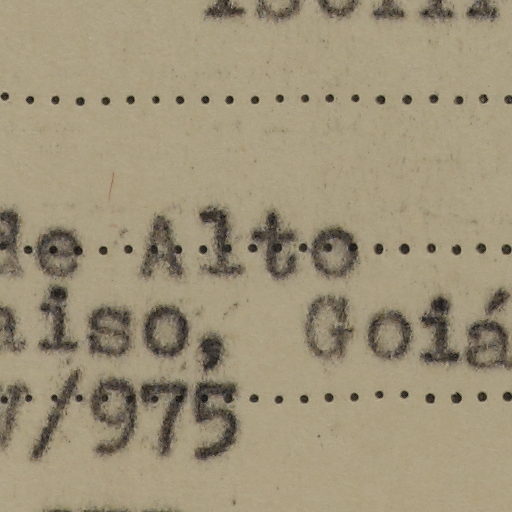 de Alto
aiso, Goiá
/975